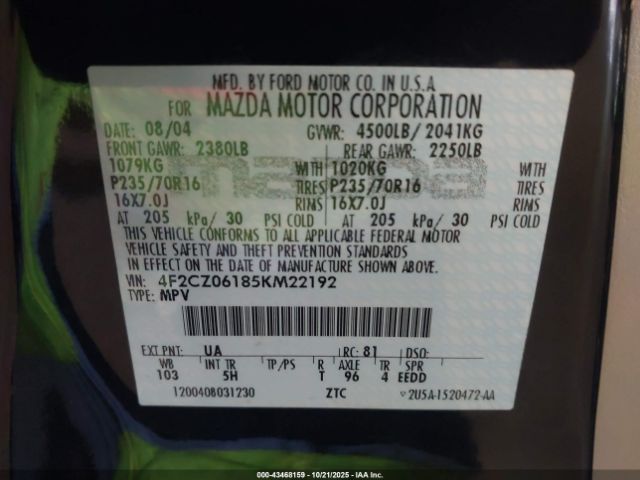 MFD. BY FORD MOTOR CO. IN U.S.A
FOR MAZDA MOTOR CORPORATION
DATE: 08/04 GVWR: 4500LB/ 2041KG
FRONT GAWR: 2380LB REAR GAWR: 2250LB
1079KG WITH 1020KG WITH
P235/70R16 TIRES P235/70R16 TIRES
16X7.0J RIMS 16X7.0J RIMS
AT 205 kPa/ 30 PSI COLD AT 205 kPa/ 30 PSI COLD
THIS VEHICLE CONFORMS TO ALL APPLICABLE FEDERAL MOTOR
VEHICLE SAFETY AND THEFT PREVENTION STANDARDS
IN EFFECT ON THE DATE OF MANUFACTURE SHOWN ABOVE.
VIN: 4F2CZ06185KM22192
TYPE: MPV
EXT PNT: UA RC: 81 DSO:
WB INT TR TP/PS R AXLE TR SPR
103 5H T 96 4 EEDD
1200408031230 ZTC 2U5A-1520472-AA
mazda
00-43468159 - 10/21/2025 - IAA Inc.